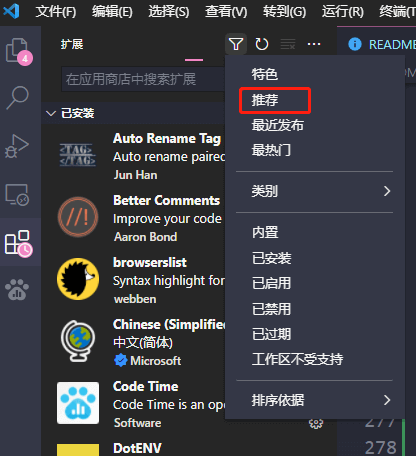 文件(F) 编辑(E) 选择(S) 查看(V) 转到(G) 运行(R) 终端(T)
扩展
README
4
在应用商店中搜索扩展
已安装
Auto Rename Tag
Auto rename paired
Jun Han
Better Comments
Improve your code
Aaron Bond
browserslist
Syntax highlight for
webben
Chinese (Simplified
中文(简体)
Microsoft
Code Time
Code Time is an ope
Software
DotENV
特色
推荐
最近发布
最热门
类别
内置
已安装
已启用
已禁用
已过期
工作区不受支持
排序依据
277
278